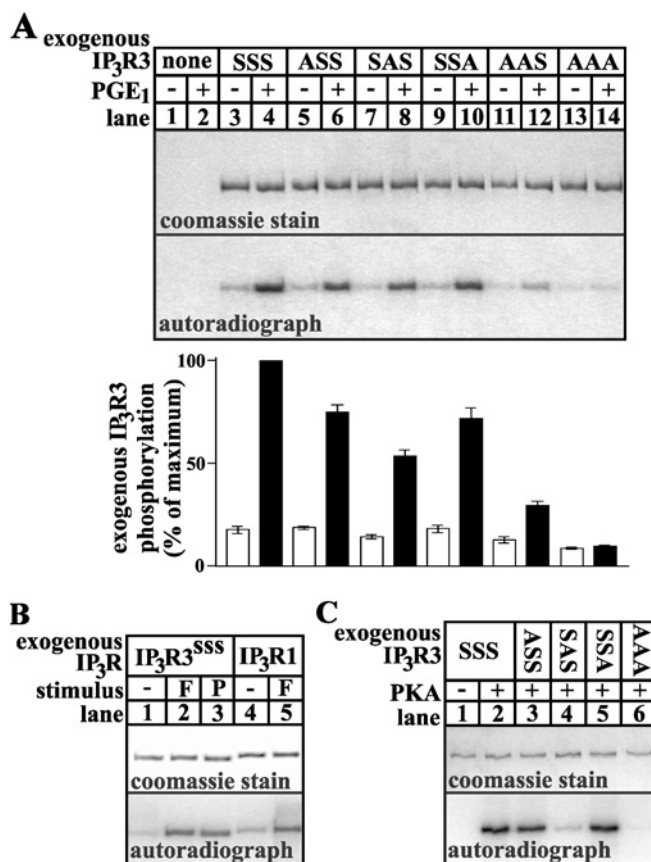 A
exogenous
IP₃R3 none SSS ASS SAS SSA AAS AAA
PGE₁ - + - + - + - + - + - + - +
lane 1 2 3 4 5 6 7 8 9 10 11 12 13 14
coomassie stain
autoradiograph
exogenous IP₃R3
phosphorylation
(% of maximum)
100
50
0
B
exogenous
IP₃R IP₃R3SSS IP₃R1
stimulus - F P - F
lane 1 2 3 4 5
coomassie stain
autoradiograph
C
exogenous
IP₃R3 SSS ASS SAS SSA AAA
PKA - + + + + +
lane 1 2 3 4 5 6
coomassie stain
autoradiograph